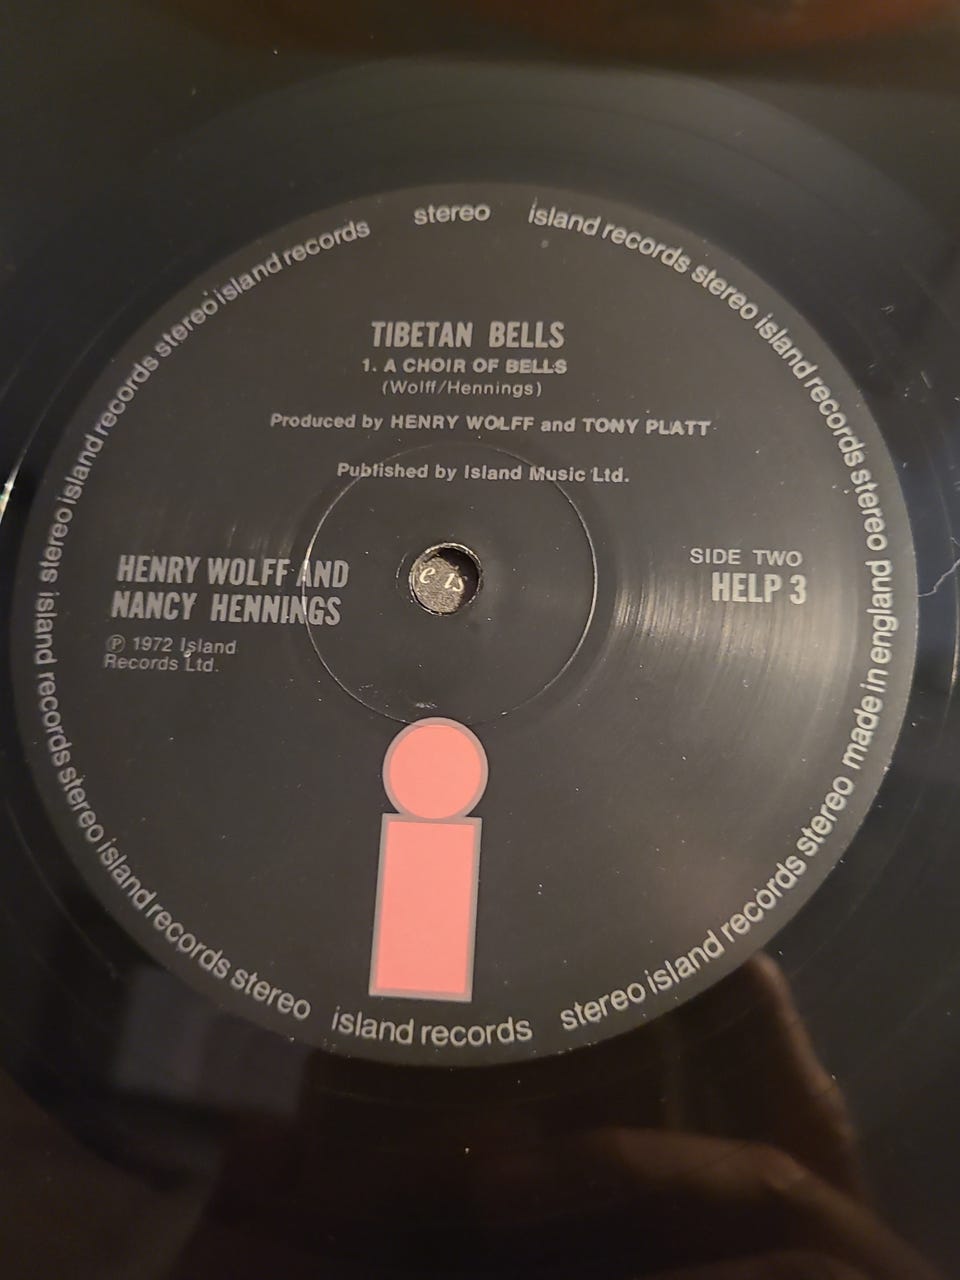 stereo island records stereo island records stereo made in england stereo island records stereo island records stereo island records stereo island records stereo island records stereo island records stereo island records
TIBETAN BELLS
1. A CHOIR OF BELLS
(Wolff/Hennings)
Produced by HENRY WOLFF and TONY PLATT
Published by Island Music Ltd.
HENRY WOLFF AND
NANCY HENNINGS
℗ 1972 Island
Records Ltd.
SIDE TWO
HELP 3
e is